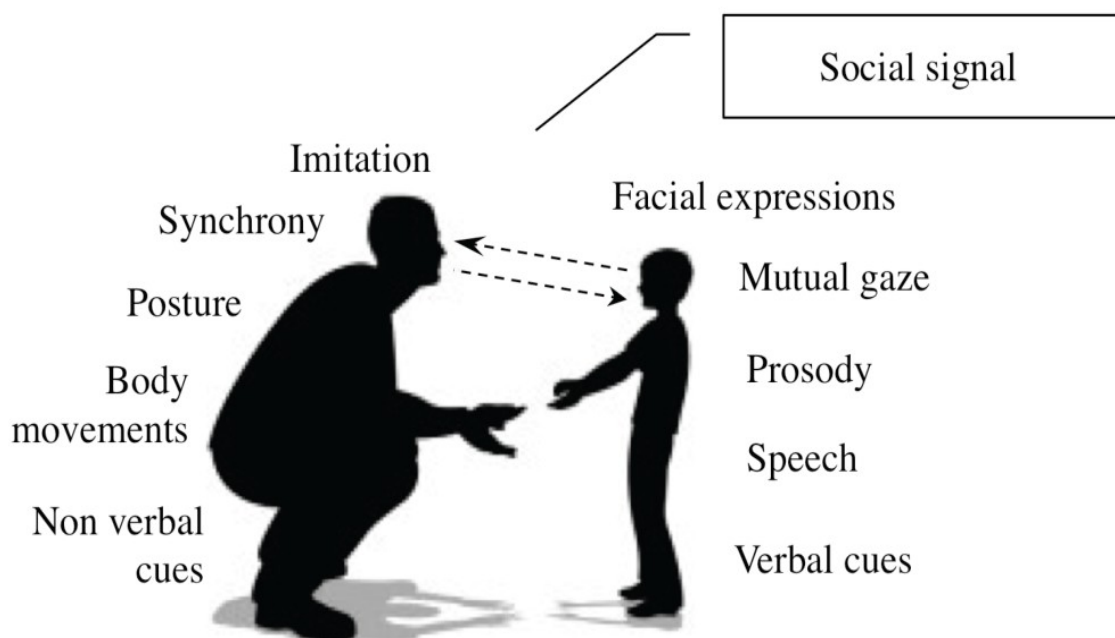 Social signal
Imitation
Facial expressions
Synchrony
Mutual gaze
Posture
Prosody
Body
movements
Speech
Non verbal
cues
Verbal cues